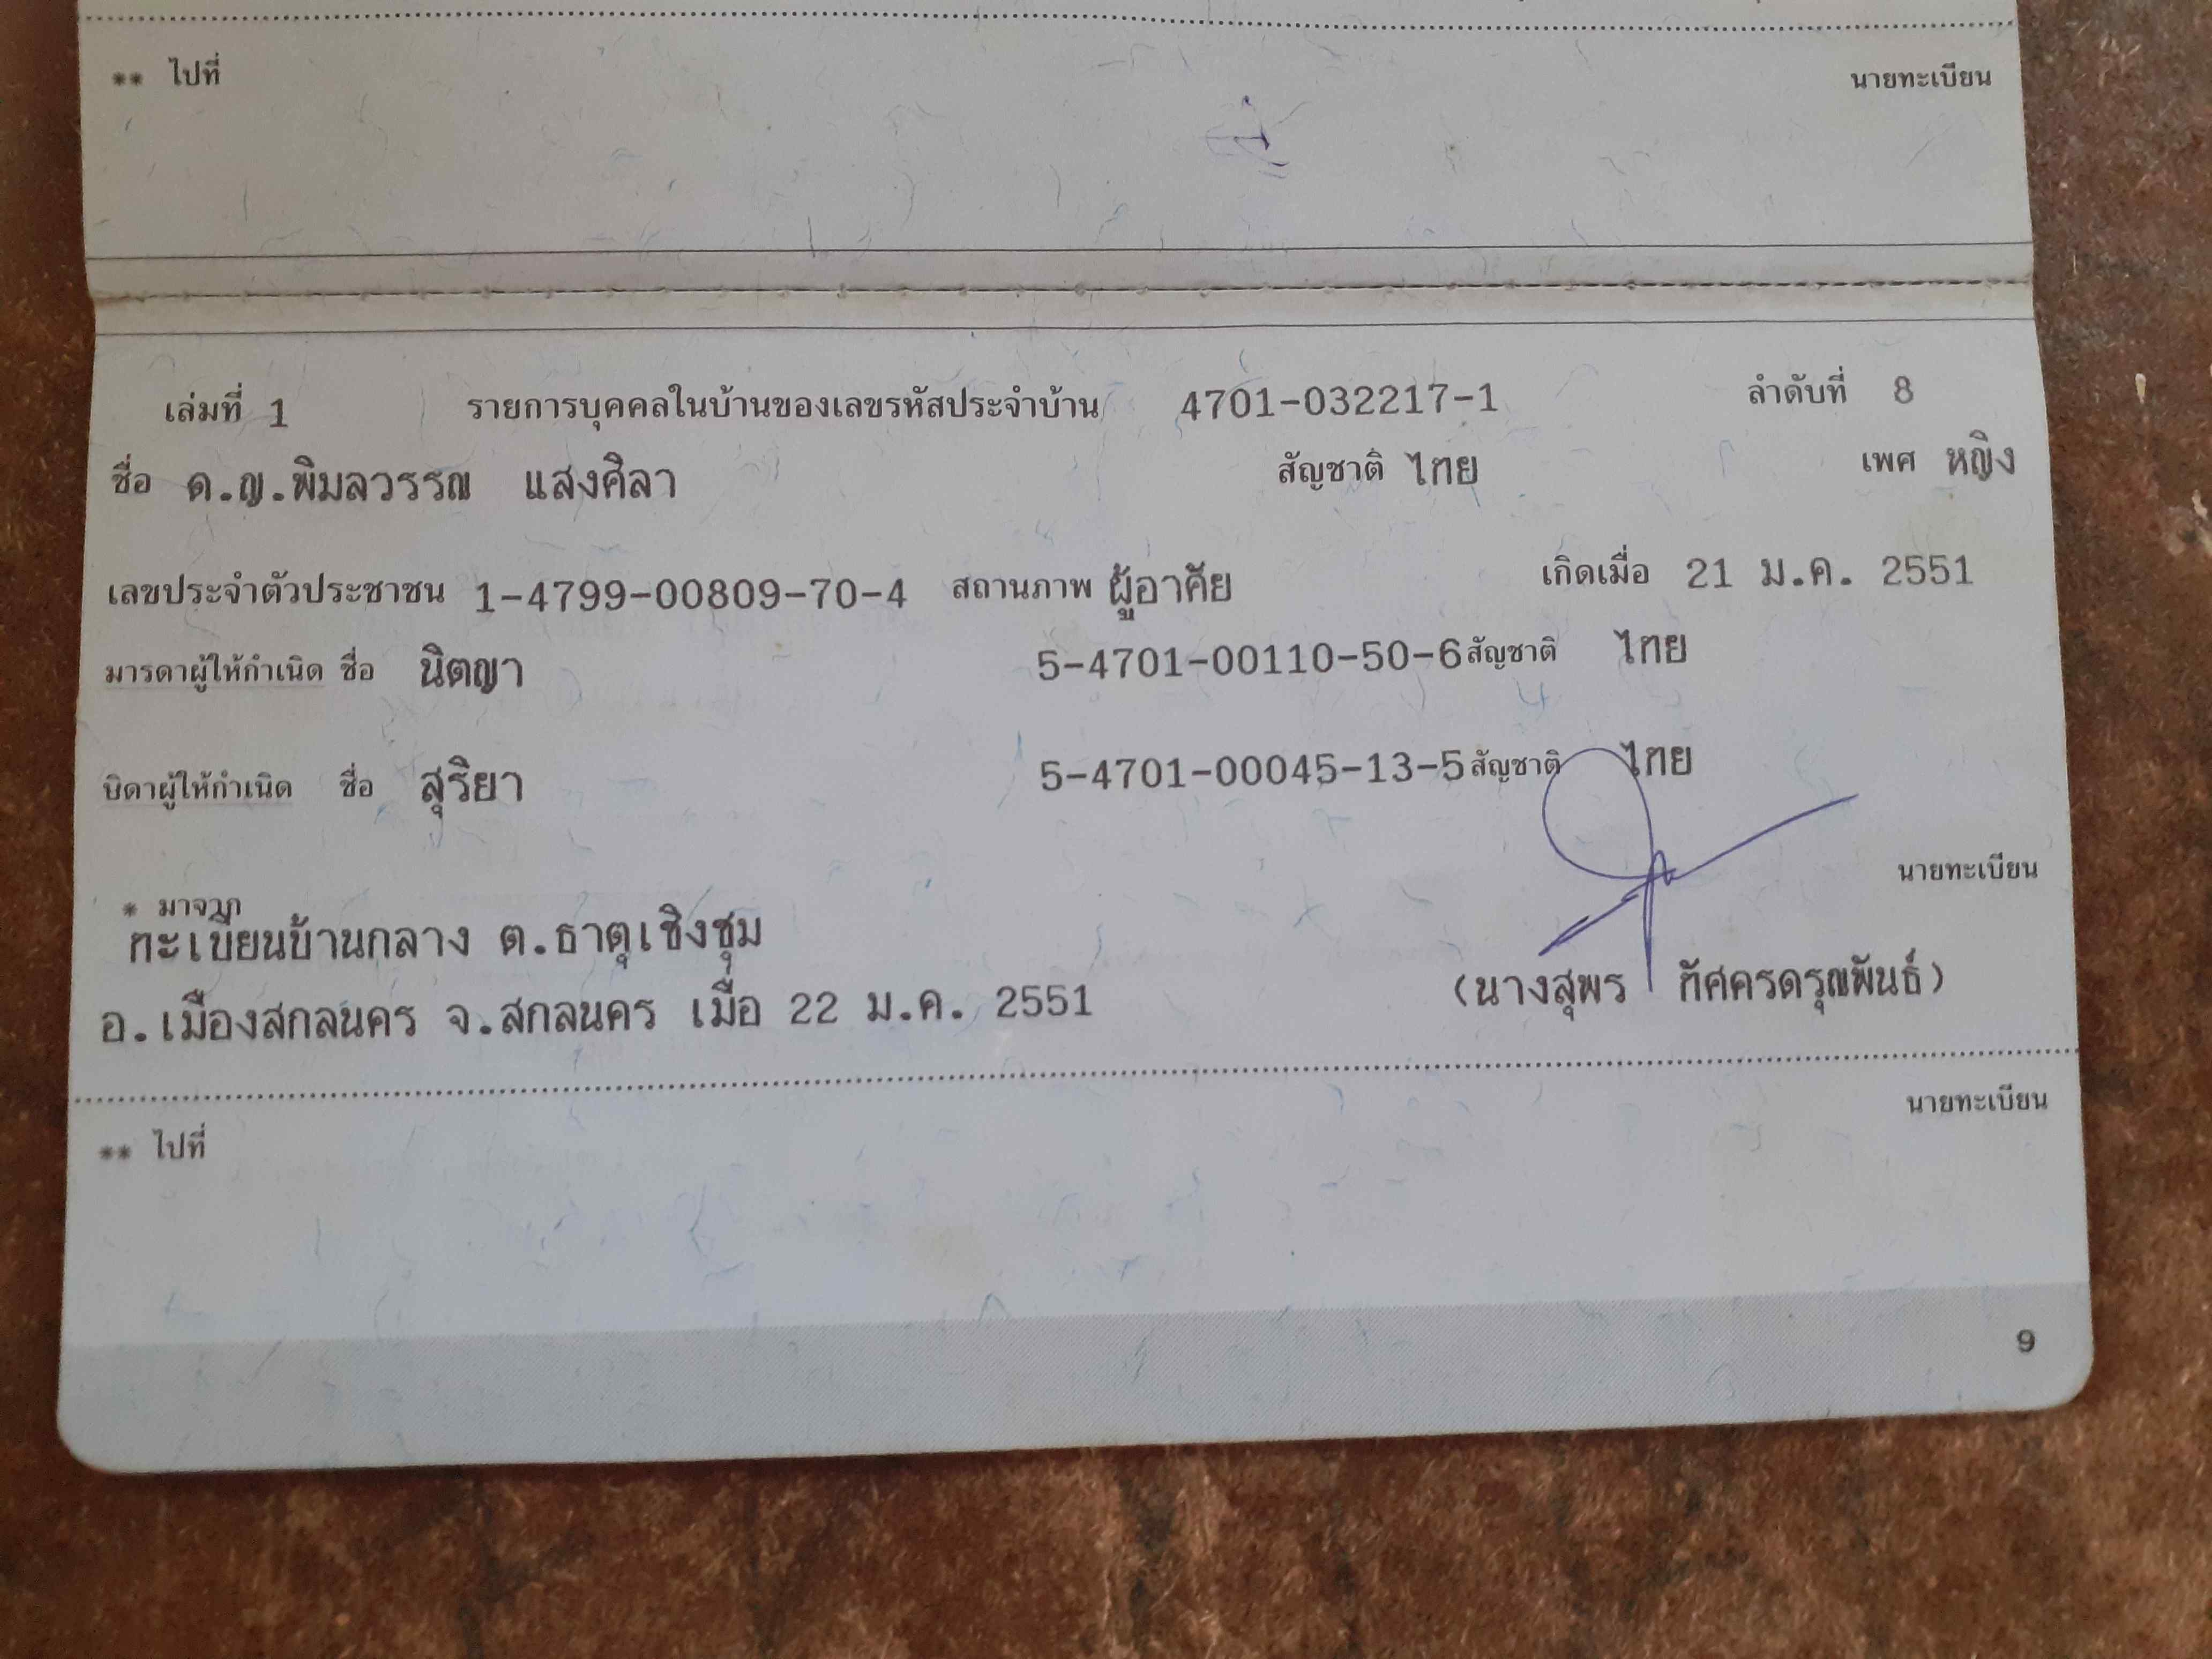 ** ไปที่ นายทะเบียน
เล่มที่ 1 รายการบุคคลในบ้านของเลขรหัสประจำบ้าน 4701-032217-1 ลำดับที่ 8
ชื่อ ด.ญ.พิมลวรรณ แสงศิลา สัญชาติ ไทย เพศ หญิง
เลขประจำตัวประชาชน 1-4799-00809-70-4 สถานภาพ ผู้อาศัย เกิดเมื่อ 21 ม.ค. 2551
มารดาผู้ให้กำเนิด ชื่อ นิตญา 5-4701-00110-50-6 สัญชาติ ไทย
บิดาผู้ให้กำเนิด ชื่อ สุริยา 5-4701-00045-13-5 สัญชาติ ไทย
นายทะเบียน
* มาจาก
ทะเบียนบ้านกลาง ต.ธาตุเชิงชุม
(นางสุพร ทัศครดรุณพันธ์)
อ.เมืองสกลนคร จ.สกลนคร เมื่อ 22 ม.ค. 2551
นายทะเบียน
** ไปที่
9